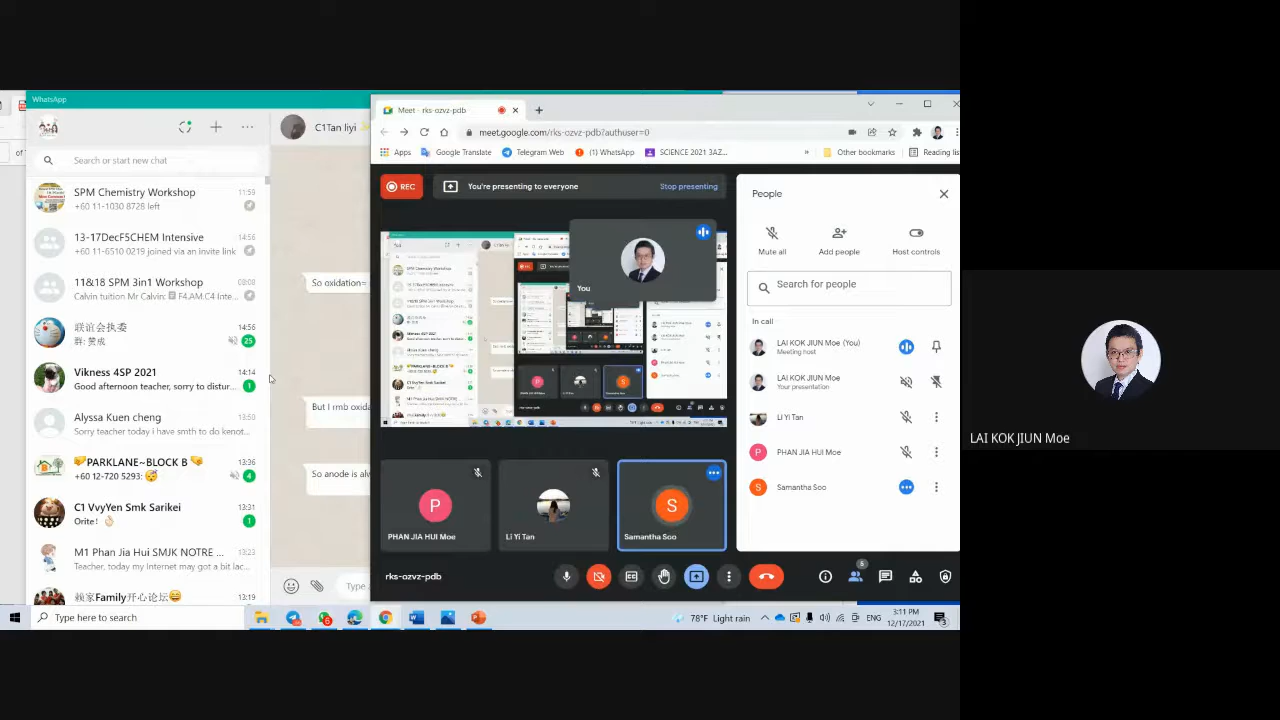 WhatsApp
C1Tan liyi
Search or start new chat
SPM Chemistry Workshop
11:59
+60 11-1030 8728 left
13-17DecF5CHEM Intensive
14:56
+60 11-6510 0219 joined via an invite link
11&18 SPM 3in1 Workshop
08:08
Calvin tuition Mr Calvin: F4.AM.C4 Inte...
联谊会执委
14:56
群: 赞成
25
Vikness 4SP 2021
14:14
Good afternoon teacher, sorry to distur...
1
Alyssa Kuen cheng
13:50
Sorry teacher today i have smth to do kenot...
PARKLANE~BLOCK B
13:36
+60 12-720 5293:
4
C1 VvyYen Smk Sarikei
13:31
Orite!
1
M1 Phan Jia Hui SMJK NOTRE ...
13:23
Teacher, today my Internet may got a bit lac...
赖家Family开心论坛
13:19
So oxidation=
But I rmb oxida
So anode is alw
Type a
Meet - rks-ozvz-pdb
meet.google.com/rks-ozvz-pdb?authuser=0
Apps
Google Translate
Telegram Web
(1) WhatsApp
SCIENCE 2021 3AZ...
»
Other bookmarks
Reading list
REC
You're presenting to everyone
Stop presenting
You
PHAN JIA HUI Moe
Li Yi Tan
Samantha Soo
P
S
rks-ozvz-pdb
People
Mute all
Add people
Host controls
Search for people
In call
LAI KOK JIUN Moe (You)
Meeting host
LAI KOK JIUN Moe
Your presentation
Li Yi Tan
P
PHAN JIA HUI Moe
S
Samantha Soo
5
LAI KOK JIUN Moe
Type here to search
6
78°F Light rain
ENG
3:11 PM
12/17/2021
3